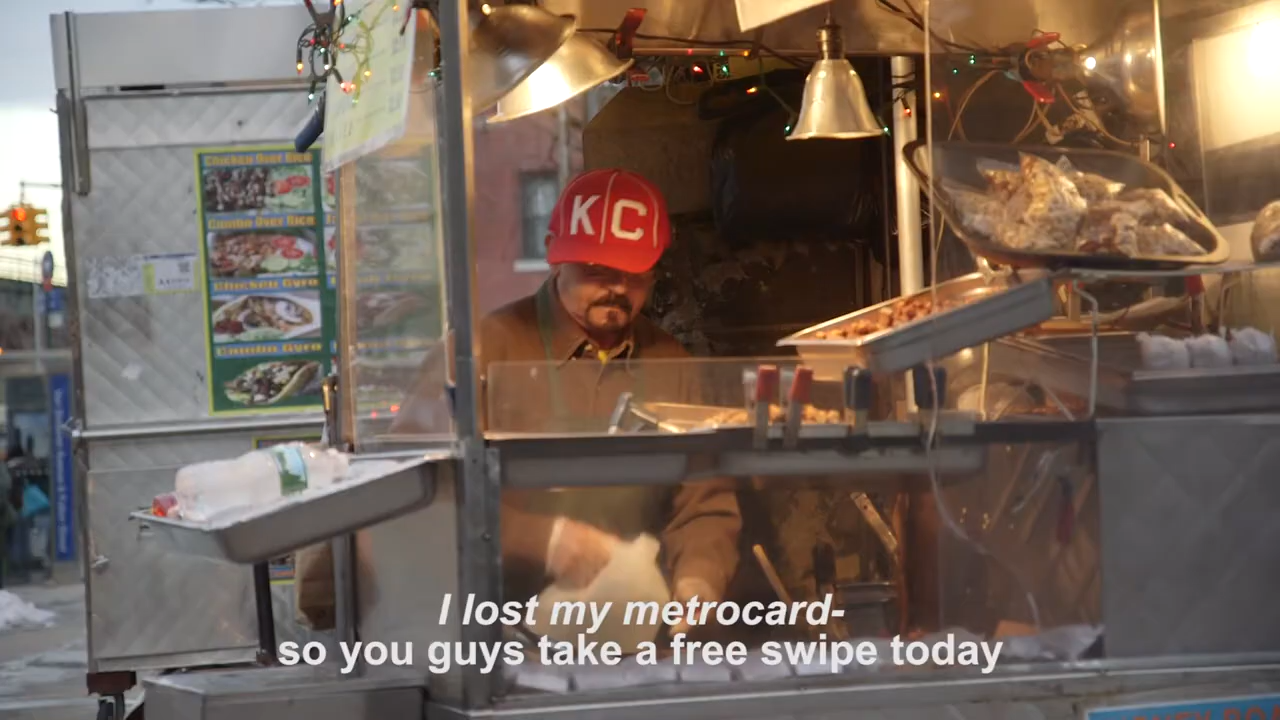 Chicken Over Rice
Combo Over Rice
Chicken Gyro
Combo Gyro
K|C
I lost my metrocard-
so you guys take a free swipe today